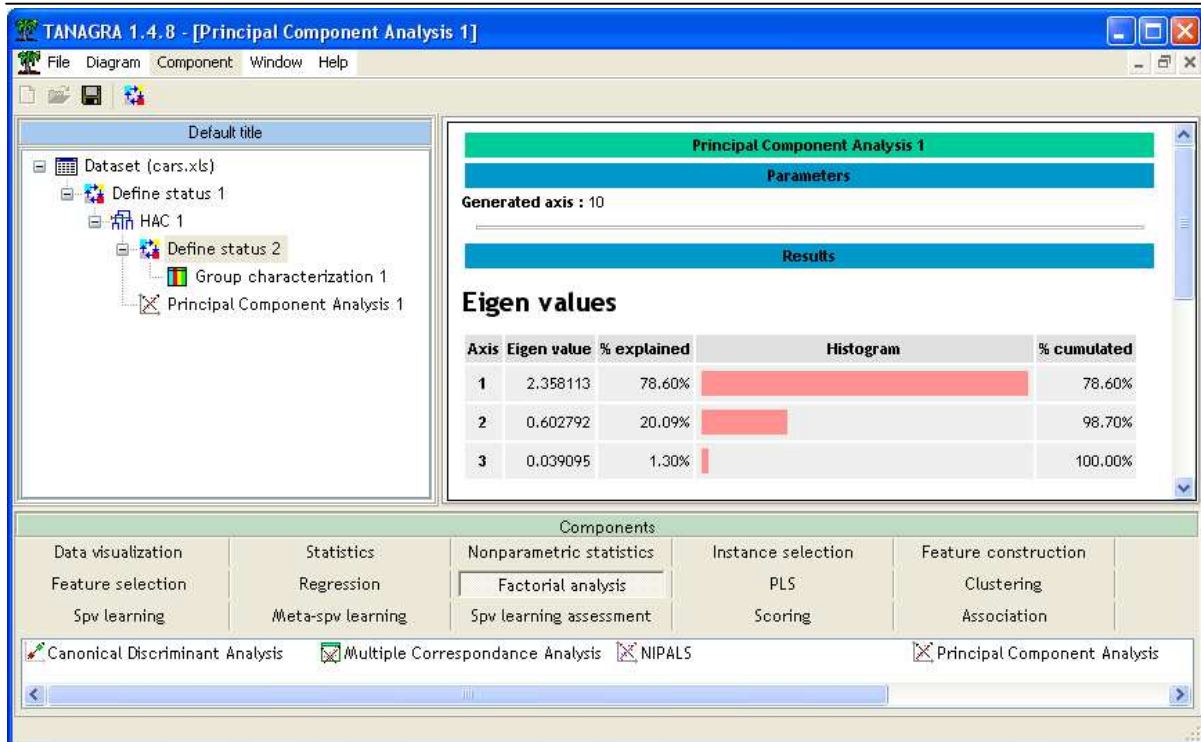 TANAGRA 1.4.8 - [Principal Component Analysis 1]
File Diagram Component Window Help
Default title
Dataset (cars.xls)
Define status 1
HAC 1
Define status 2
Group characterization 1
Principal Component Analysis 1
Principal Component Analysis 1
Parameters
Generated axis : 10
Results
Eigen values
Axis Eigen value % explained Histogram % cumulated
1 2.358113 78.60% 78.60%
2 0.602792 20.09% 98.70%
3 0.039095 1.30% 100.00%
Components
Data visualization Statistics Nonparametric statistics Instance selection Feature construction
Feature selection Regression Factorial analysis PLS Clustering
Spv learning Meta-spv learning Spv learning assessment Scoring Association
Canonical Discriminant Analysis Multiple Correspondance Analysis NIPALS Principal Component Analysis